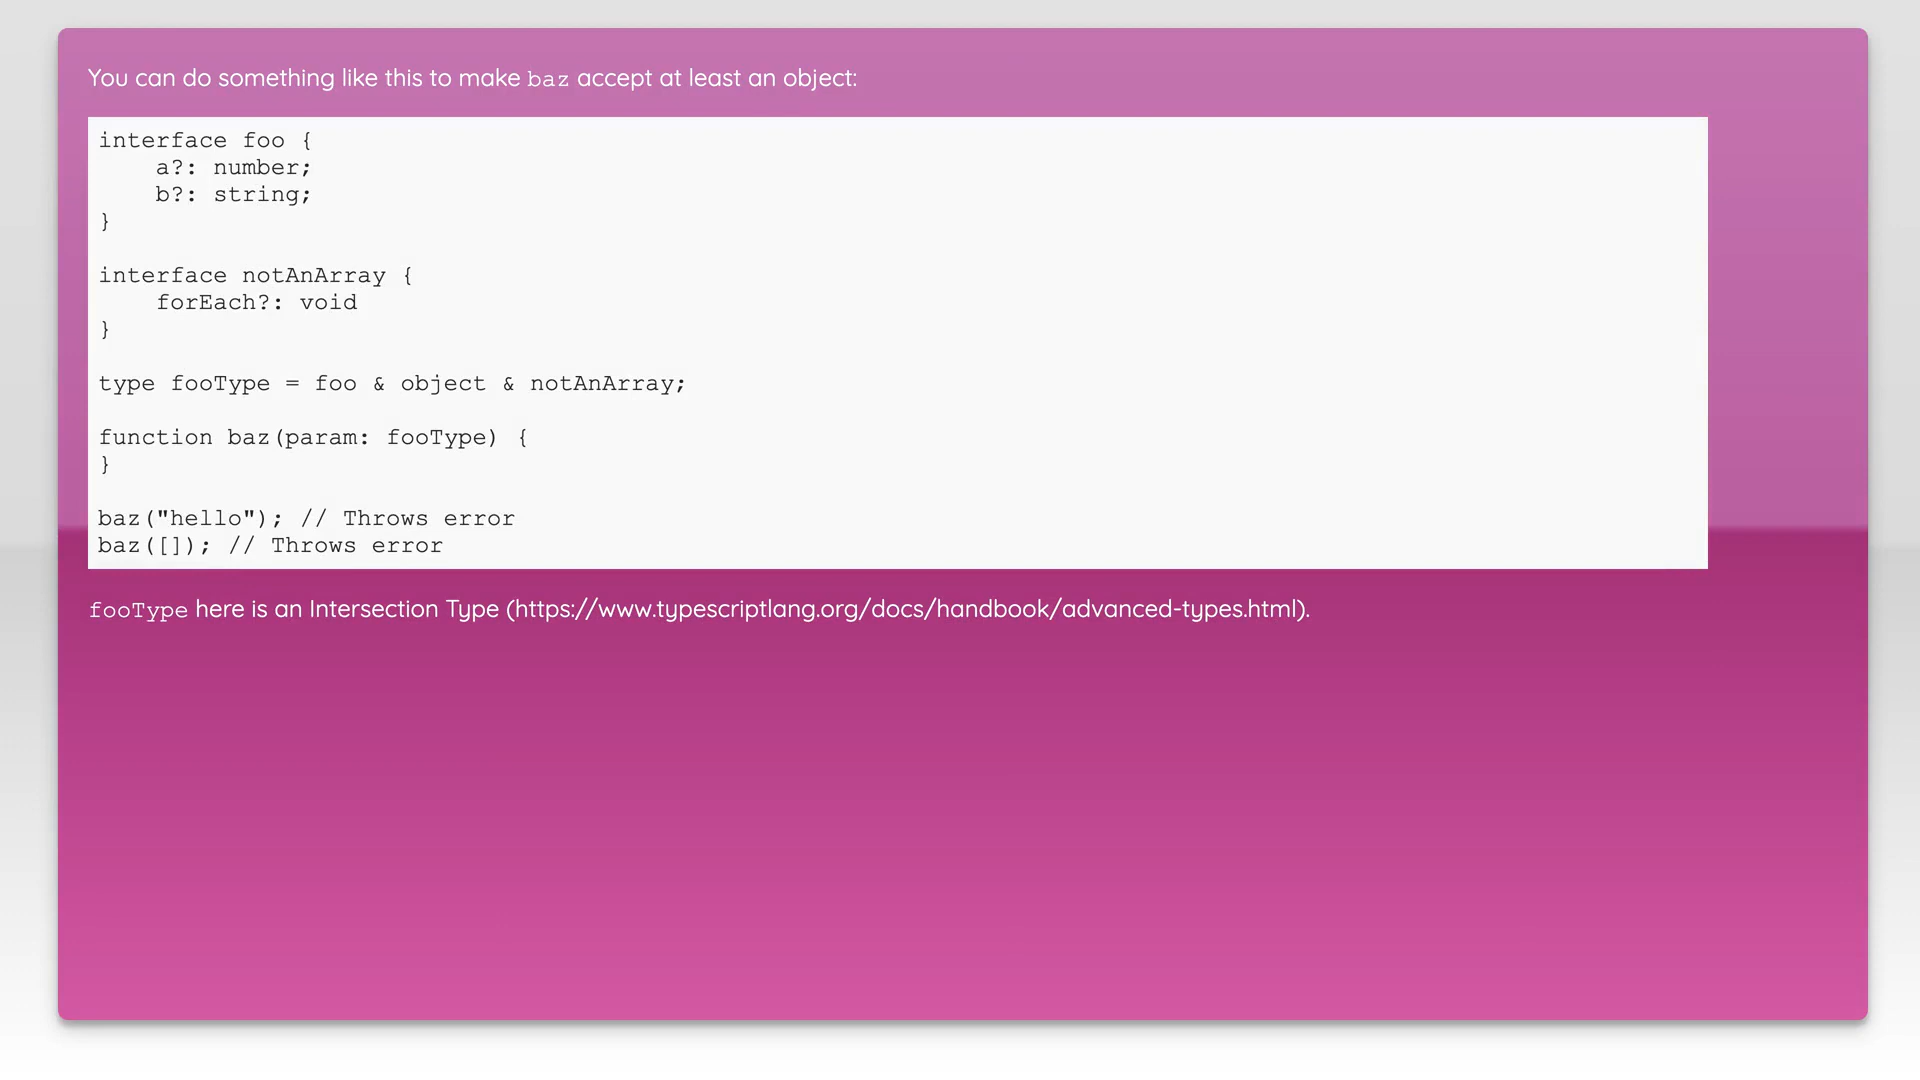 You can do something like this to make baz accept at least an object:
interface foo {
    a?: number;
    b?: string;
}
interface notAnArray {
    forEach?: void
}
type fooType = foo & object & notAnArray;
function baz(param: fooType) {
}
baz("hello"); // Throws error
baz([]); // Throws error
fooType here is an Intersection Type (https://www.typescriptlang.org/docs/handbook/advanced-types.html).